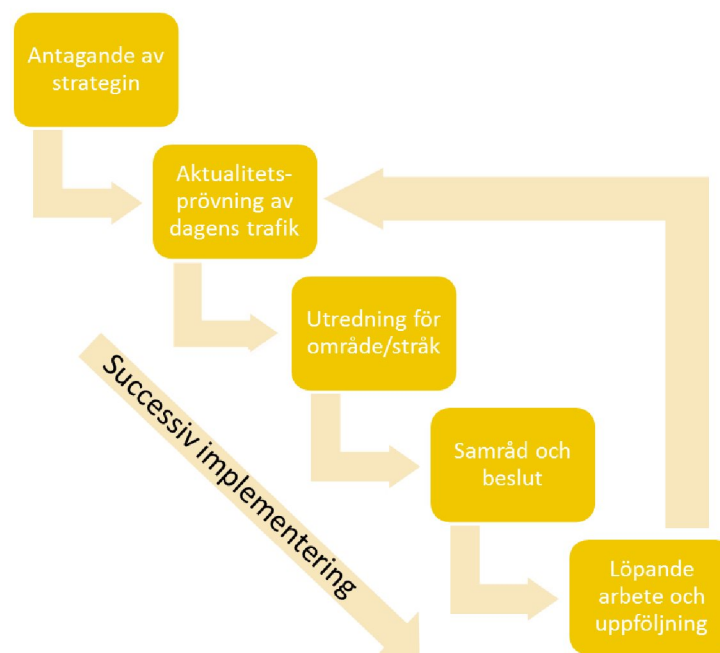 Antagande av
strategin
Aktualitets-
prövning av
dagens trafik
Utredning för
område/stråk
Successiv implementering
Samråd och
beslut
Löpande
arbete och
uppföljning